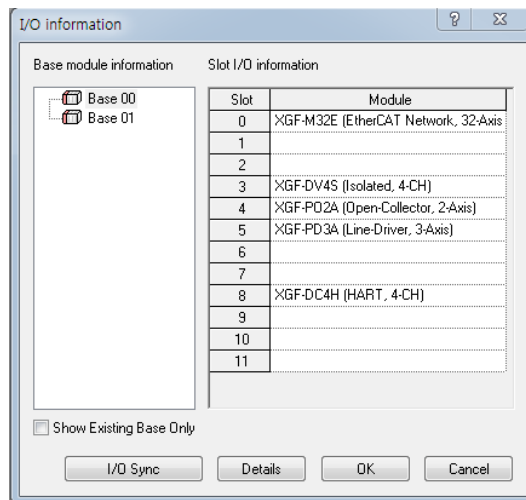 I/O information
Base module information
Slot I/O information
Base 00
Base 01
Slot Module
0 XGF-M32E (EtherCAT Network, 32-Axis
1
2
3 XGF-DV4S (Isolated, 4-CH)
4 XGF-PO2A (Open-Collector, 2-Axis)
5 XGF-PD3A (Line-Driver, 3-Axis)
6
7
8 XGF-DC4H (HART, 4-CH)
9
10
11
Show Existing Base Only
I/O Sync Details OK Cancel